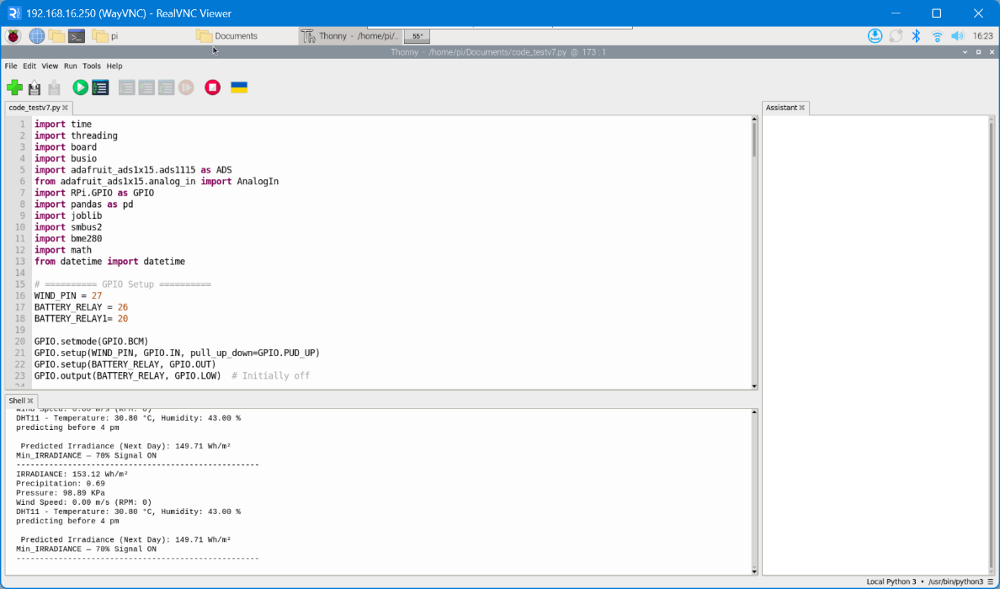 192.168.16.250 (WayVNC) - RealVNC Viewer
pi
Documents
Thonny - /home/pi/..
55°
16:23
Thonny - /home/pi/Documents/code_testv7.py @ 173 : 1
File Edit View Run Tools Help
code_testv7.py
1 import time
2 import threading
3 import board
4 import busio
5 import adafruit_ads1x15.ads1115 as ADS
6 from adafruit_ads1x15.analog_in import AnalogIn
7 import RPi.GPIO as GPIO
8 import pandas as pd
9 import joblib
10 import smbus2
11 import bme280
12 import math
13 from datetime import datetime
14
15 # ========== GPIO Setup ==========
16 WIND_PIN = 27
17 BATTERY_RELAY = 26
18 BATTERY_RELAY1= 20
19
20 GPIO.setmode(GPIO.BCM)
21 GPIO.setup(WIND_PIN, GPIO.IN, pull_up_down=GPIO.PUD_UP)
22 GPIO.setup(BATTERY_RELAY, GPIO.OUT)
23 GPIO.output(BATTERY_RELAY, GPIO.LOW)  # Initially off
24
Assistant
Shell
Wind Speed: 0.00 m/s (RPM: 0)
DHT11 - Temperature: 30.80 °C, Humidity: 43.00 %
predicting before 4 pm
Predicted Irradiance (Next Day): 149.71 Wh/m²
Min_IRRADIANCE — 70% Signal ON
----------------------------------------------------
IRRADIANCE: 153.12 Wh/m²
Precipitation: 0.69
Pressure: 98.89 KPa
Wind Speed: 0.00 m/s (RPM: 0)
DHT11 - Temperature: 30.80 °C, Humidity: 43.00 %
predicting before 4 pm
Predicted Irradiance (Next Day): 149.71 Wh/m²
Min_IRRADIANCE — 70% Signal ON
----------------------------------------------------
Local Python 3 • /usr/bin/python3